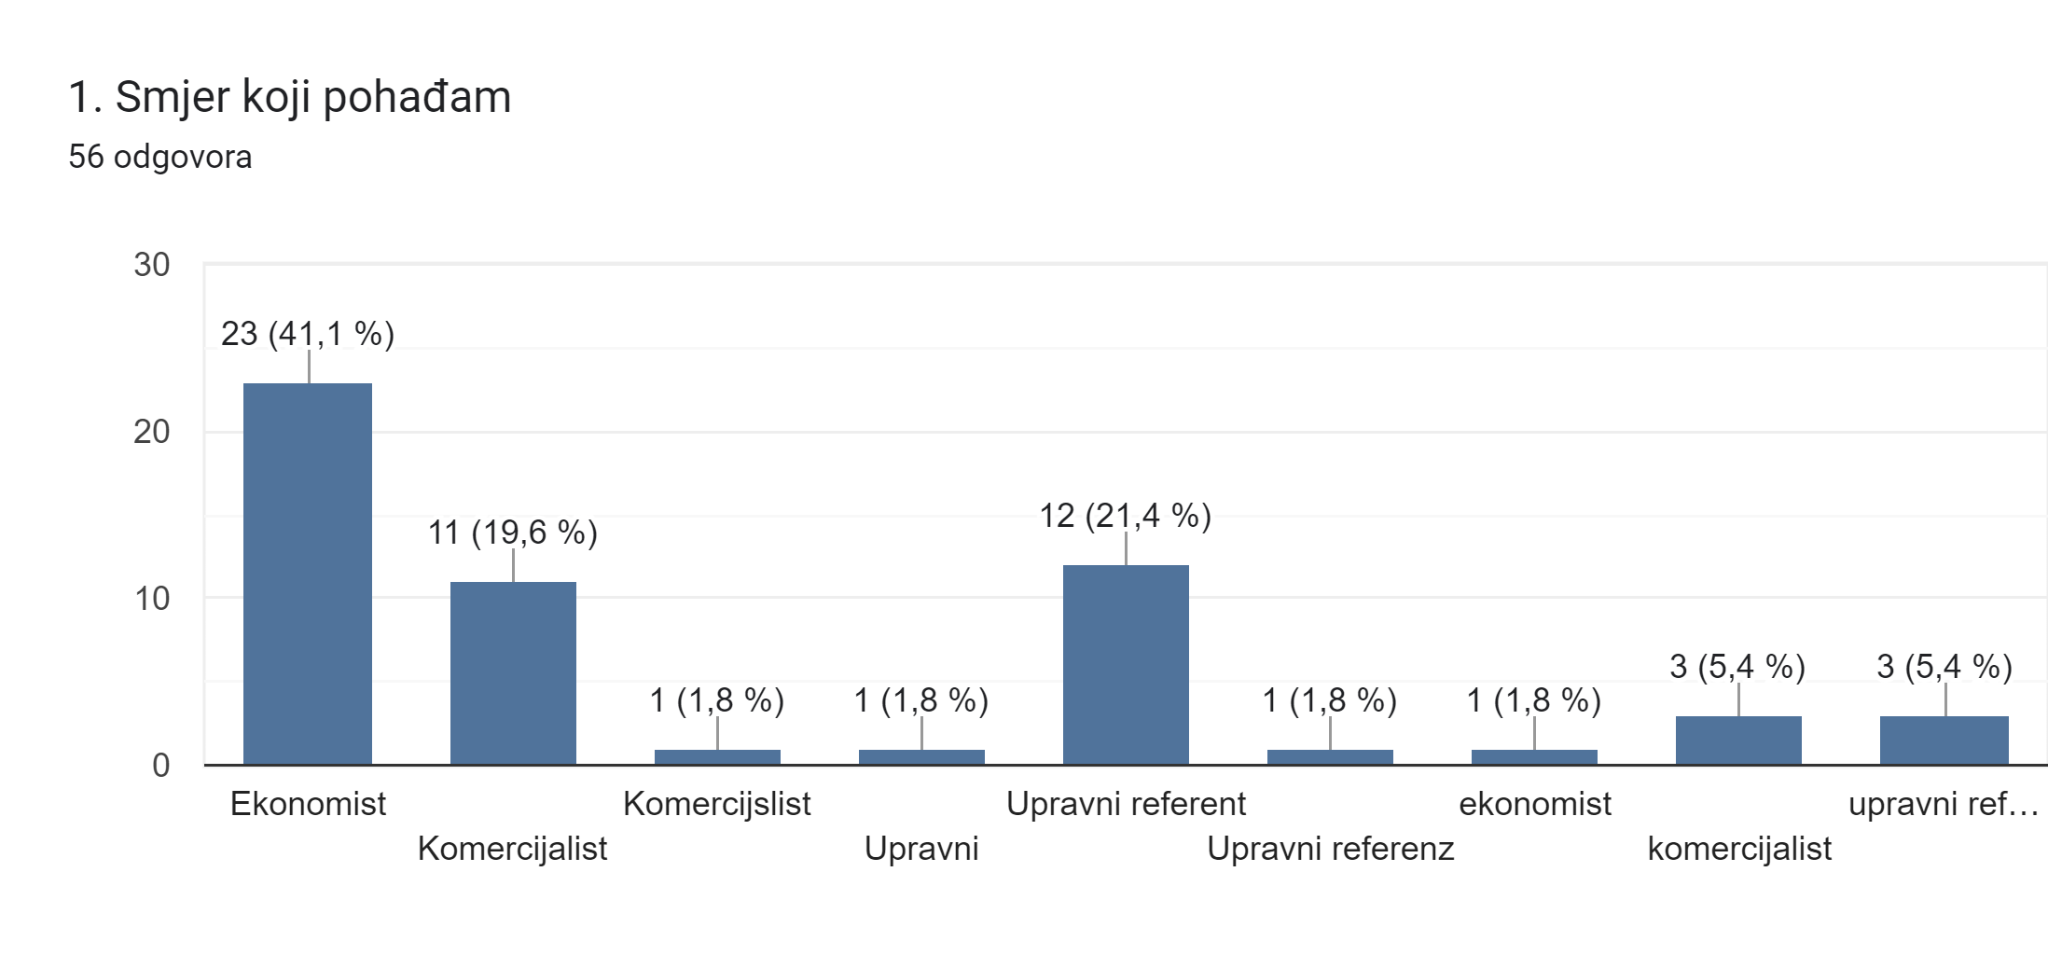 1. Smjer koji pohađam
56 odgovora
30
20
10
0
23 (41,1 %)
11 (19,6 %)
1 (1,8 %)
1 (1,8 %)
12 (21,4 %)
1 (1,8 %)
1 (1,8 %)
3 (5,4 %)
3 (5,4 %)
Ekonomist
Komercijalist
Komercijslist
Upravni
Upravni referent
Upravni referenz
ekonomist
komercijalist
upravni ref…